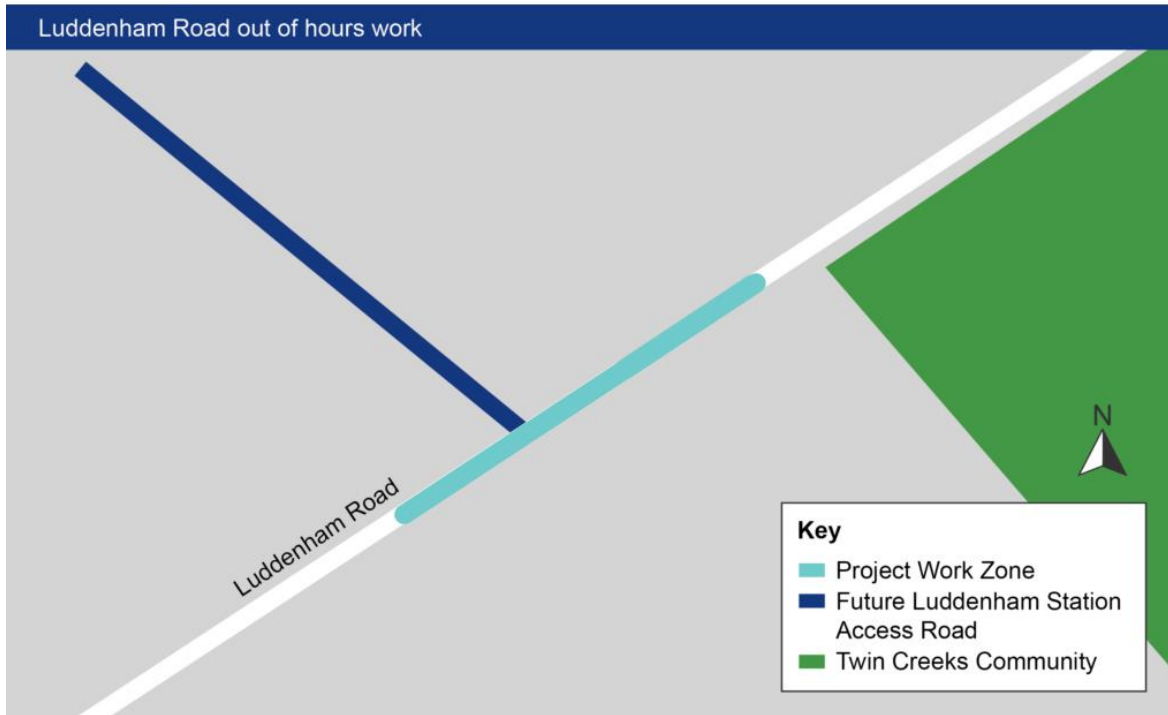 Luddenham Road out of hours work
Luddenham Road
N
Key
Project Work Zone
Future Luddenham Station
Access Road
Twin Creeks Community